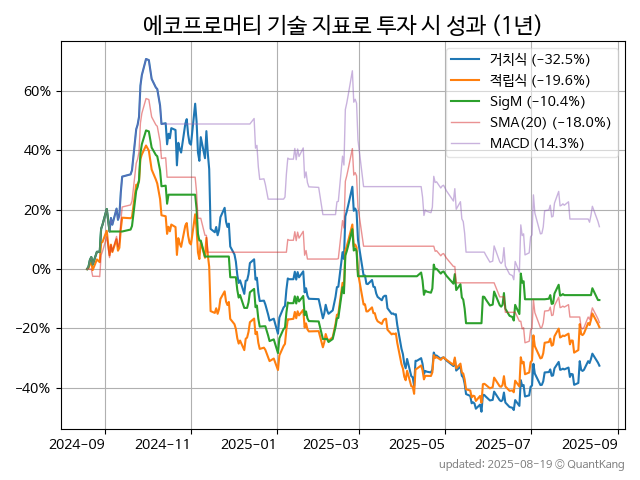 에코프로머티 기술 지표로 투자 시 성과 (1년)
거치식 (−32.5%)
적립식 (−19.6%)
SigM (−10.4%)
SMA(20) (−18.0%)
MACD (14.3%)
60%
40%
20%
0%
−20%
−40%
2024-09 2024-11 2025-01 2025-03 2025-05 2025-07 2025-09
updated: 2025-08-19 © QuantKang